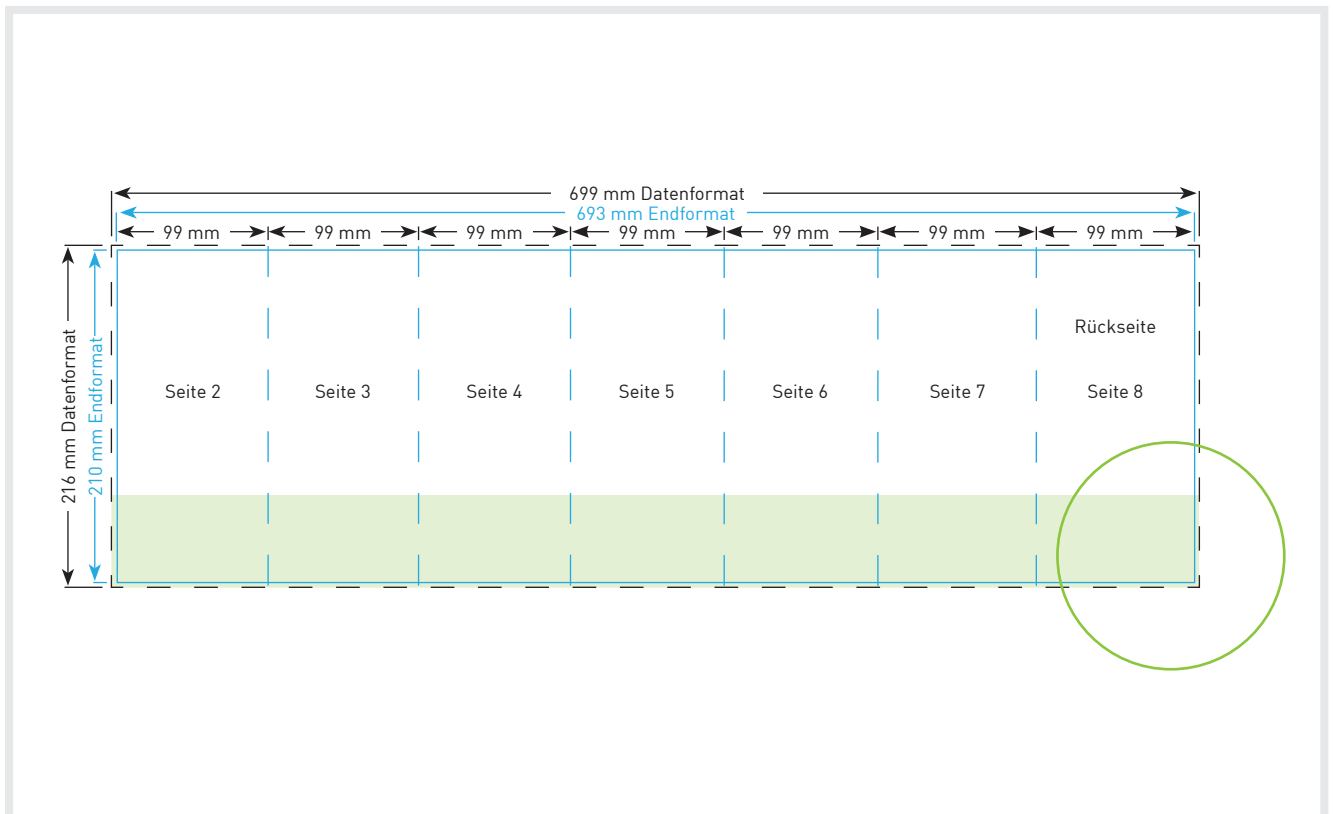 699 mm Datenformat
693 mm Endformat
99 mm 99 mm 99 mm 99 mm 99 mm 99 mm 99 mm
216 mm Datenformat
210 mm Endformat
Rückseite
Seite 2 Seite 3 Seite 4 Seite 5 Seite 6 Seite 7 Seite 8